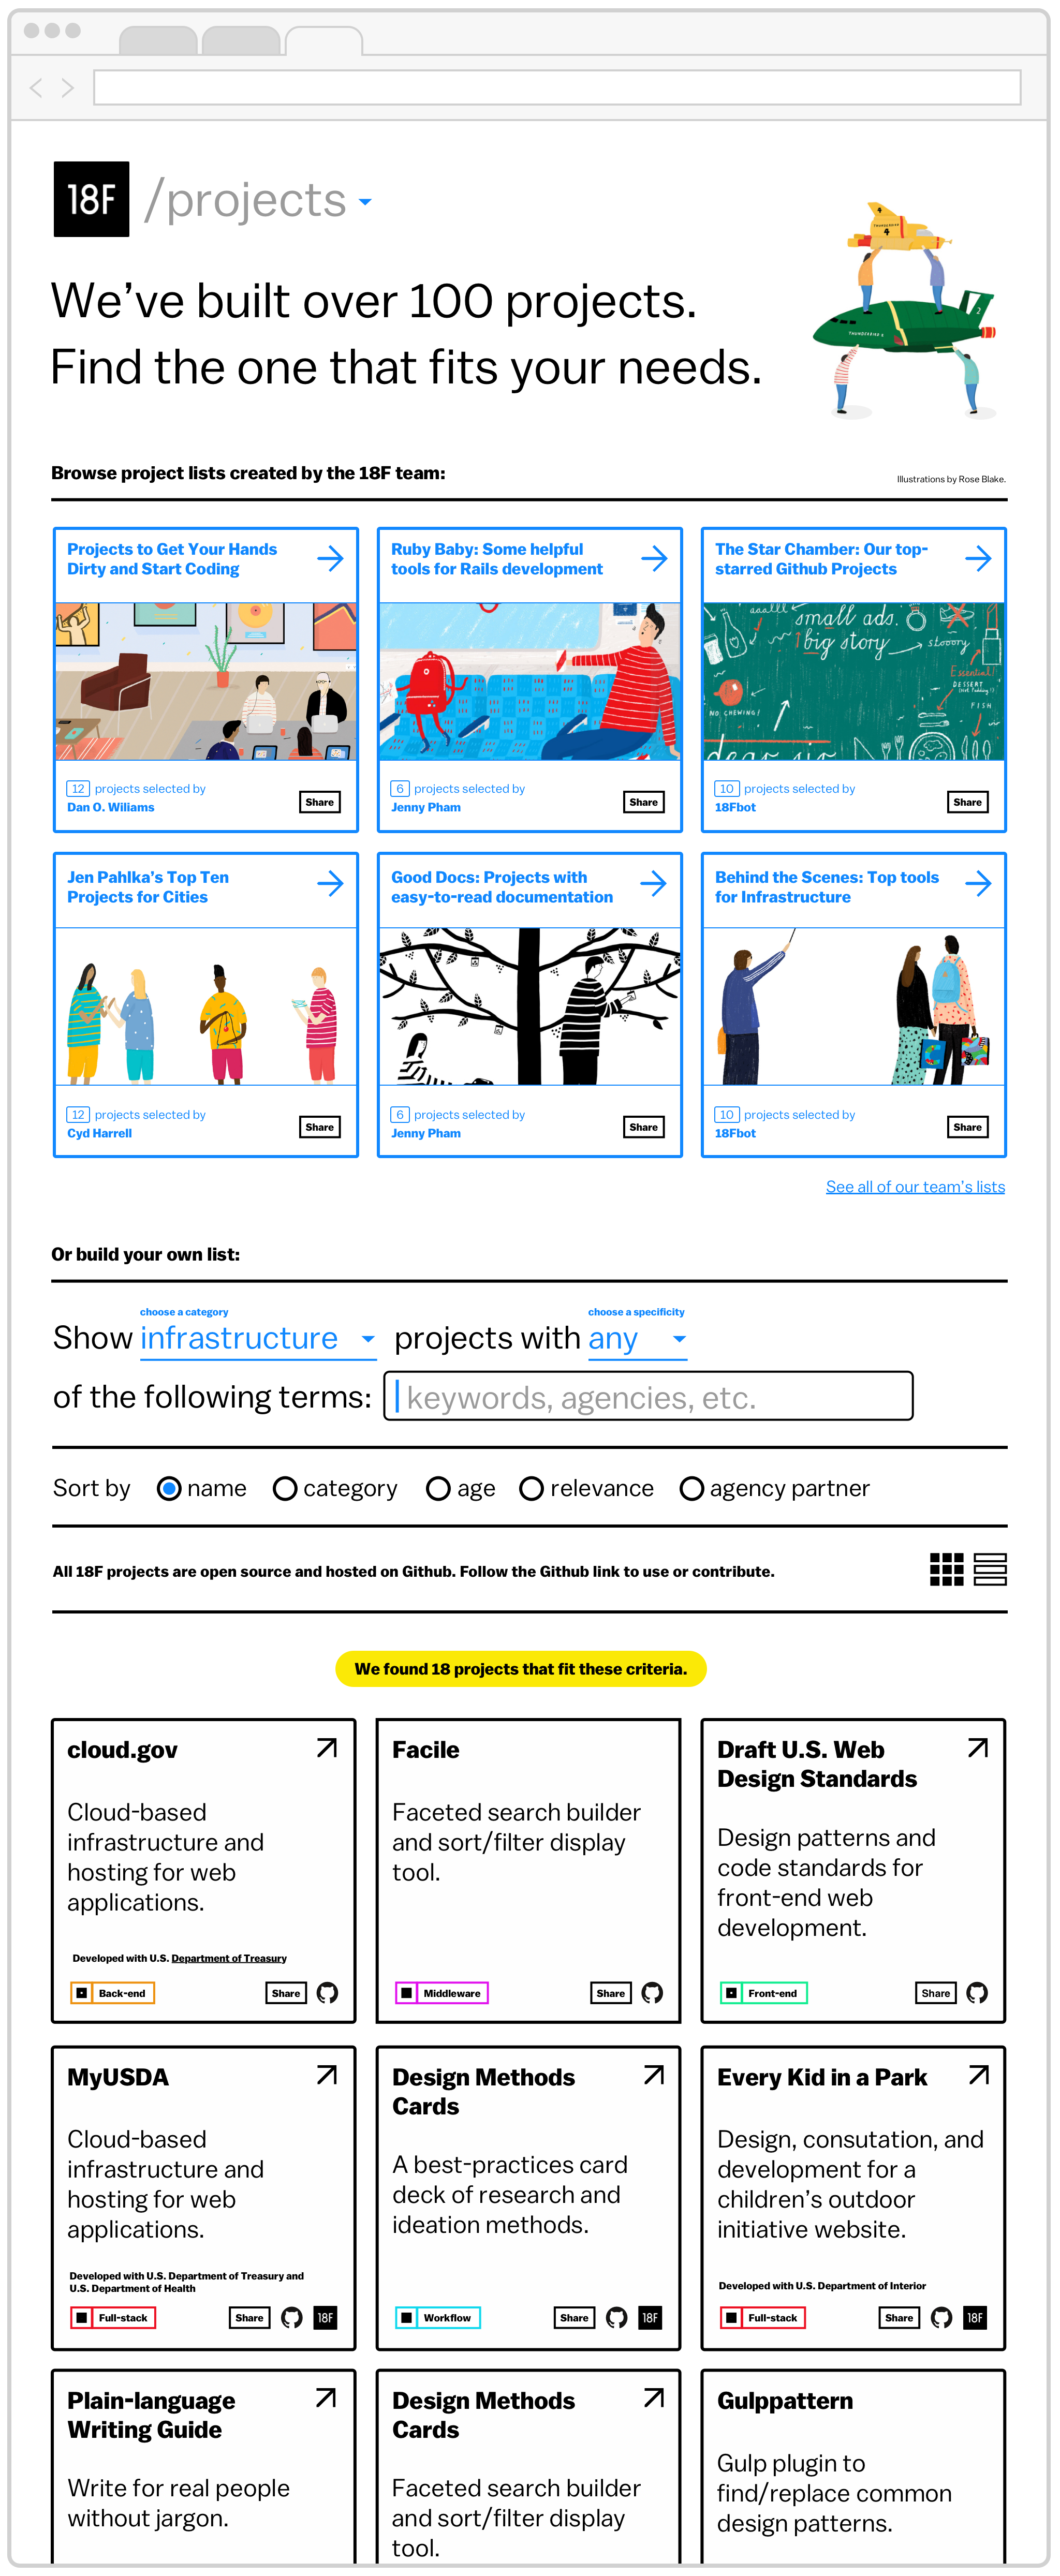 18F /projects
We’ve built over 100 projects.
Find the one that fits your needs.
4
THUNDERBIRD
4
2
THUNDERBIRD 2
Browse project lists created by the 18F team:
Illustrations by Rose Blake.
Projects to Get Your Hands
Dirty and Start Coding
12 projects selected by
Dan O. Wiliams
Share
Ruby Baby: Some helpful
tools for Rails development
6 projects selected by
Jenny Pham
Share
The Star Chamber: Our top-
starred Github Projects
aaalll
small ads.
1 big story
stooory
Essential!
DESSERT
FISH
NO CHEWING!
10 projects selected by
18Fbot
Share
Jen Pahlka’s Top Ten
Projects for Cities
12 projects selected by
Cyd Harrell
Share
Good Docs: Projects with
easy-to-read documentation
6 projects selected by
Jenny Pham
Share
Behind the Scenes: Top tools
for Infrastructure
10 projects selected by
18Fbot
Share
See all of our team’s lists
Or build your own list:
choose a category
choose a specificity
Show infrastructure projects with any
of the following terms: keywords, agencies, etc.
Sort by name category age relevance agency partner
All 18F projects are open source and hosted on Github. Follow the Github link to use or contribute.
We found 18 projects that fit these criteria.
cloud.gov
Cloud-based
infrastructure and
hosting for web
applications.
Developed with U.S. Department of Treasury
Back-end
Share
Facile
Faceted search builder
and sort/filter display
tool.
Middleware
Share
Draft U.S. Web
Design Standards
Design patterns and
code standards for
front-end web
development.
Front-end
Share
MyUSDA
Cloud-based
infrastructure and
hosting for web
applications.
Developed with U.S. Department of Treasury and
U.S. Department of Health
Full-stack
Share
18F
Design Methods
Cards
A best-practices card
deck of research and
ideation methods.
Workflow
Share
18F
Every Kid in a Park
Design, consutation, and
development for a
children’s outdoor
initiative website.
Developed with U.S. Department of Interior
Full-stack
Share
18F
Plain-language
Writing Guide
Write for real people
without jargon.
Design Methods
Cards
Faceted search builder
and sort/filter display
tool.
Gulppattern
Gulp plugin to
find/replace common
design patterns.